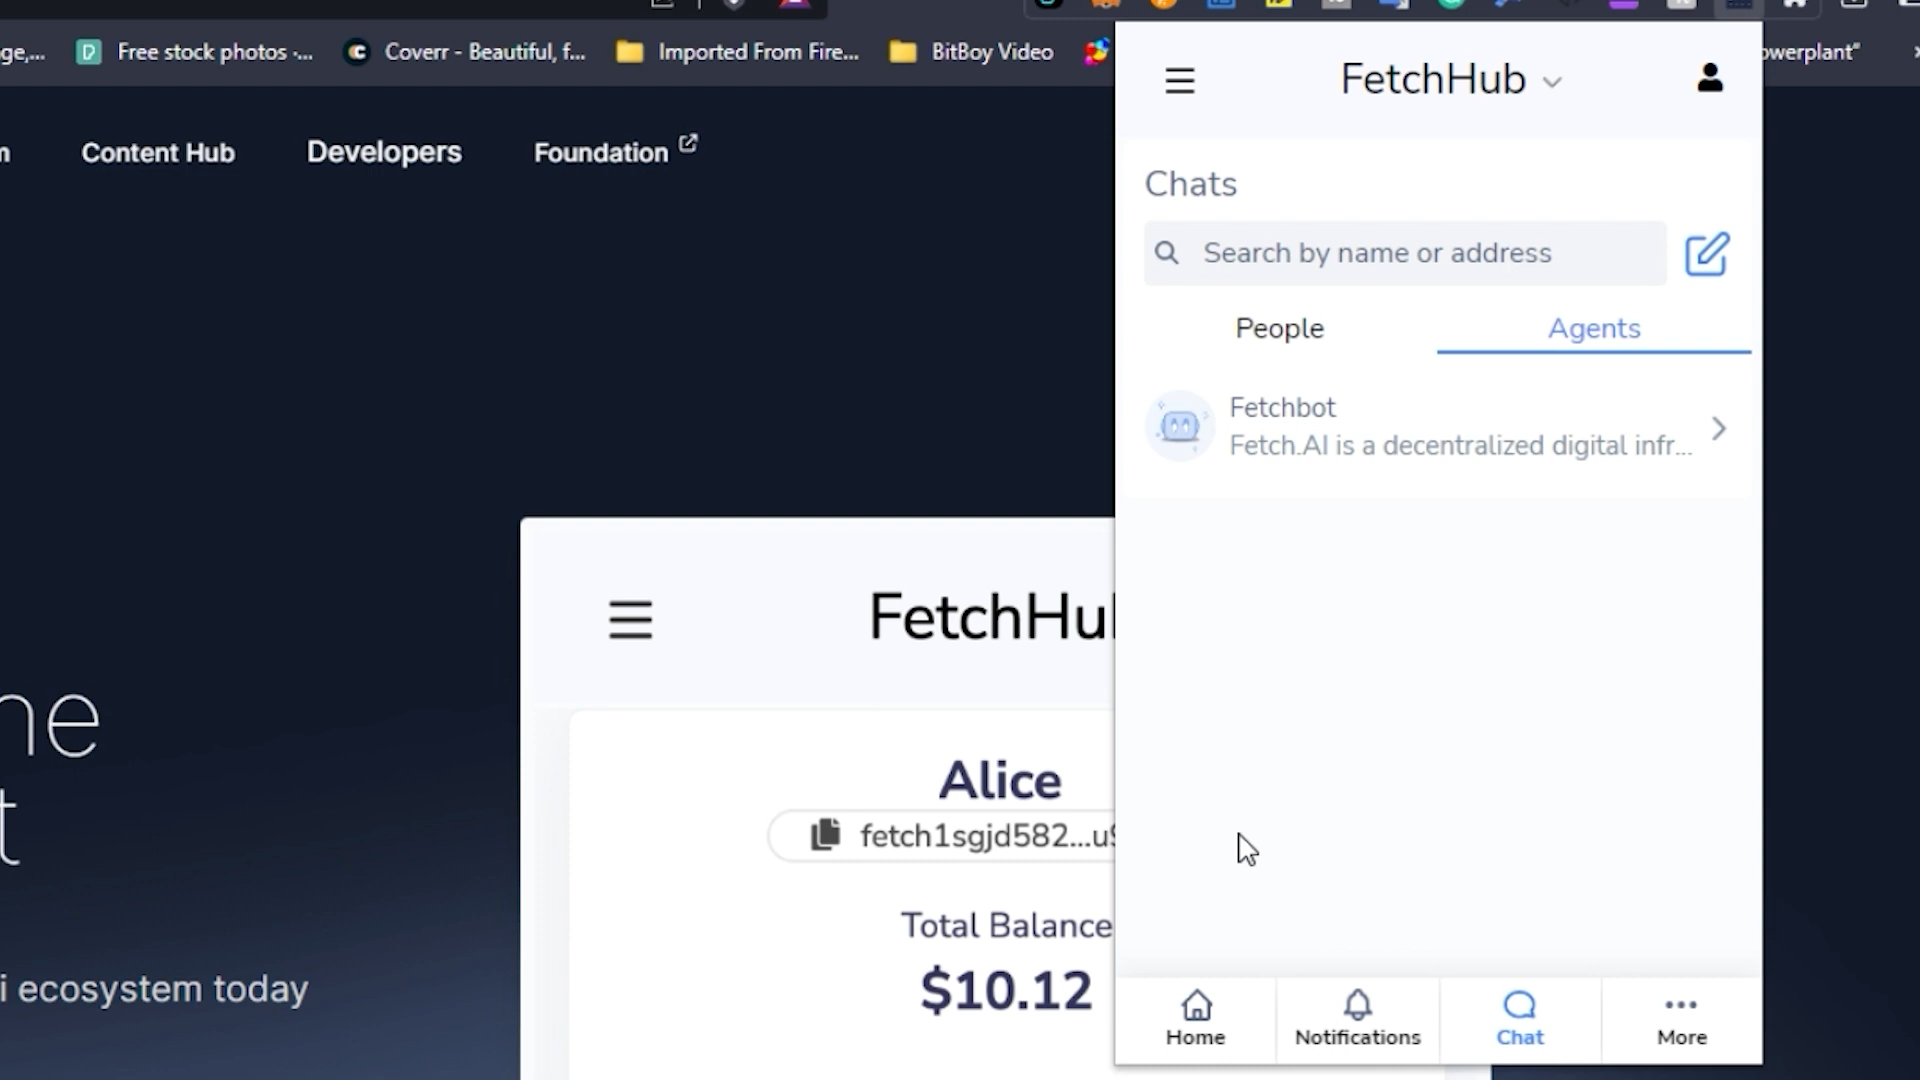 ge,...
Free stock photos ·...
Coverr - Beautiful, f...
Imported From Fire...
BitBoy Video
owerplant"
Content Hub
Developers
Foundation
FetchHub
Chats
Search by name or address
People
Agents
Fetchbot
Fetch.AI is a decentralized digital infr...
Home
Notifications
Chat
More
ne
t
i ecosystem today
FetchHu
Alice
fetch1sgjd582...u
Total Balance
$10.12